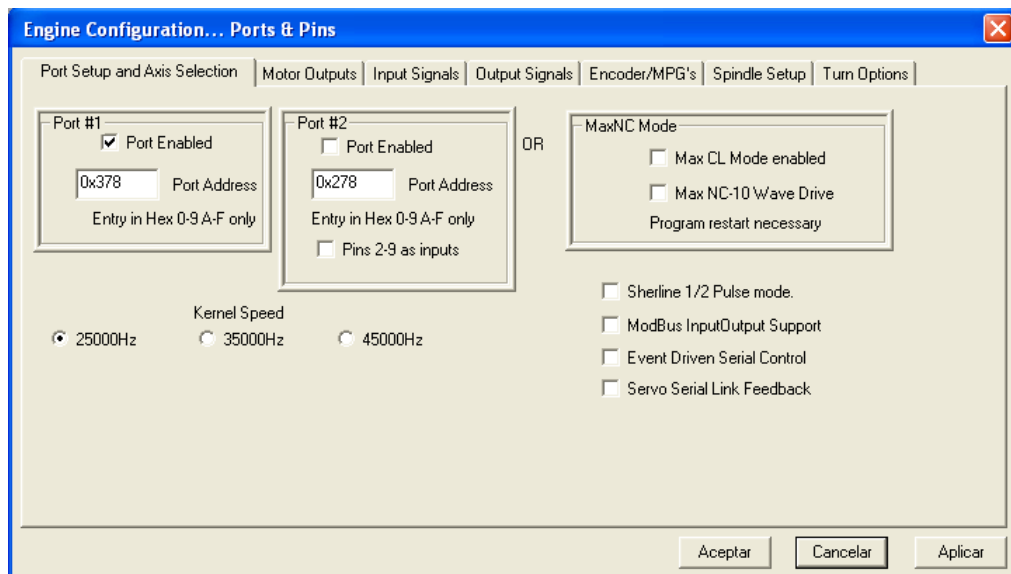 Engine Configuration... Ports & Pins
Port Setup and Axis Selection
Motor Outputs
Input Signals
Output Signals
Encoder/MPG's
Spindle Setup
Turn Options
Port #1
Port Enabled
0x378
Port Address
Entry in Hex 0-9 A-F only
Port #2
Port Enabled
0x278
Port Address
Entry in Hex 0-9 A-F only
Pins 2-9 as inputs
OR
MaxNC Mode
Max CL Mode enabled
Max NC-10 Wave Drive
Program restart necessary
Kernel Speed
25000Hz
35000Hz
45000Hz
Sherline 1/2 Pulse mode.
ModBus InputOutput Support
Event Driven Serial Control
Servo Serial Link Feedback
Aceptar
Cancelar
Aplicar